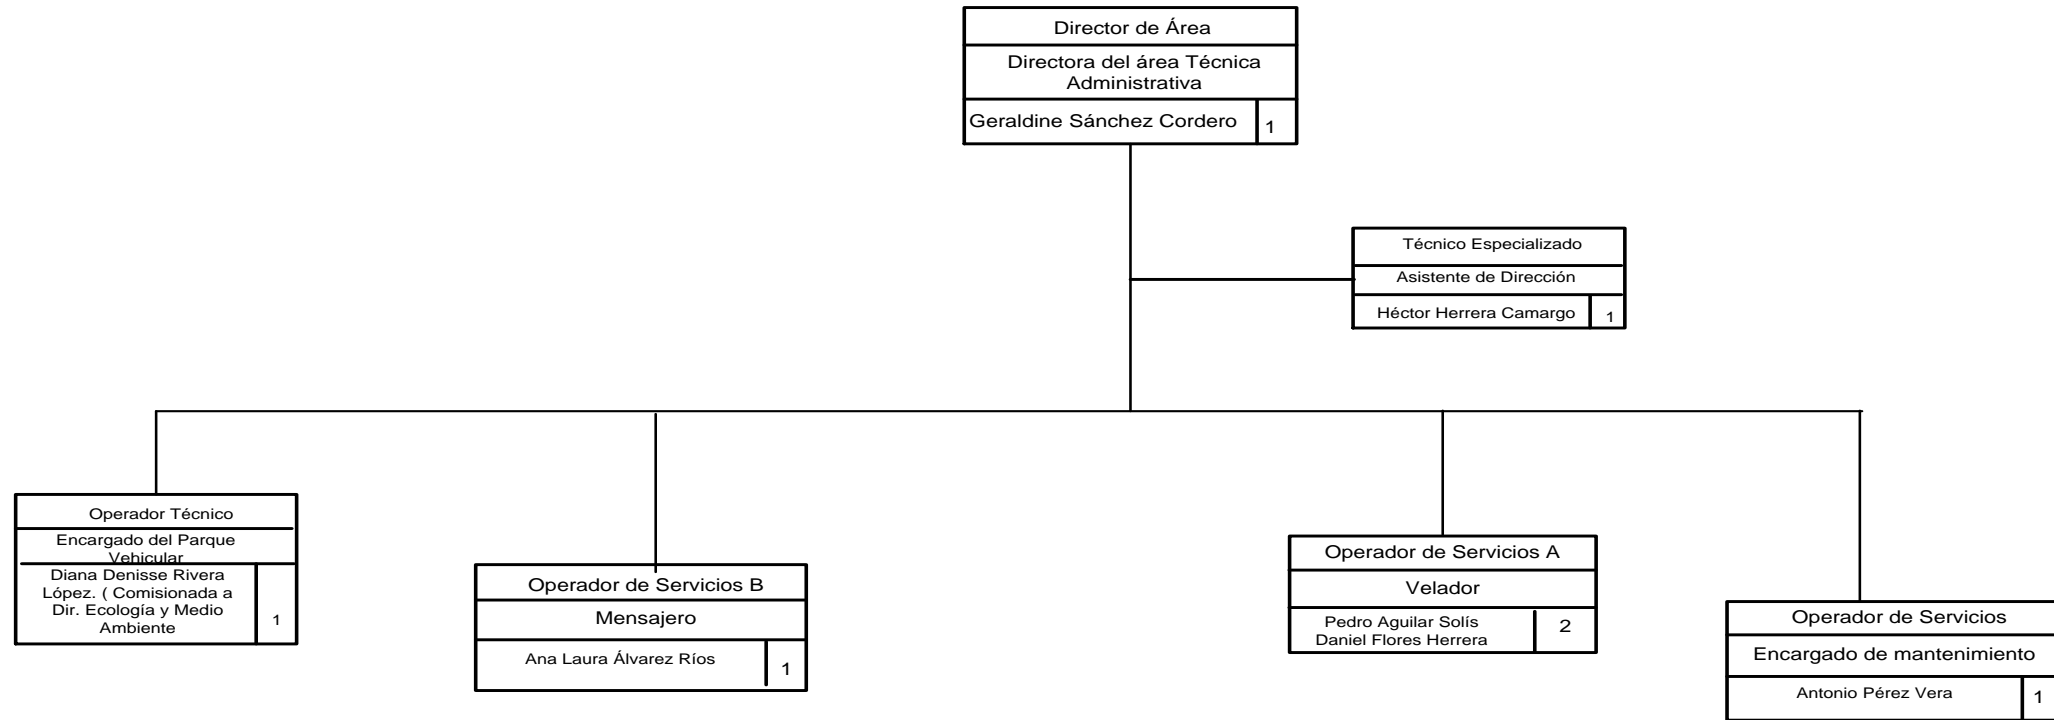 Director de Área
Directora del área Técnica
Administrativa
Geraldine Sánchez Cordero
1
Técnico Especializado
Asistente de Dirección
Héctor Herrera Camargo
1
Operador Técnico
Encargado del Parque
Vehicular
Diana Denisse Rivera
López. ( Comisionada a
Dir. Ecología y Medio
Ambiente
1
Operador de Servicios B
Mensajero
Ana Laura Álvarez Ríos
1
Operador de Servicios A
Velador
Pedro Aguilar Solís
Daniel Flores Herrera
2
Operador de Servicios
Encargado de mantenimiento
Antonio Pérez Vera
1